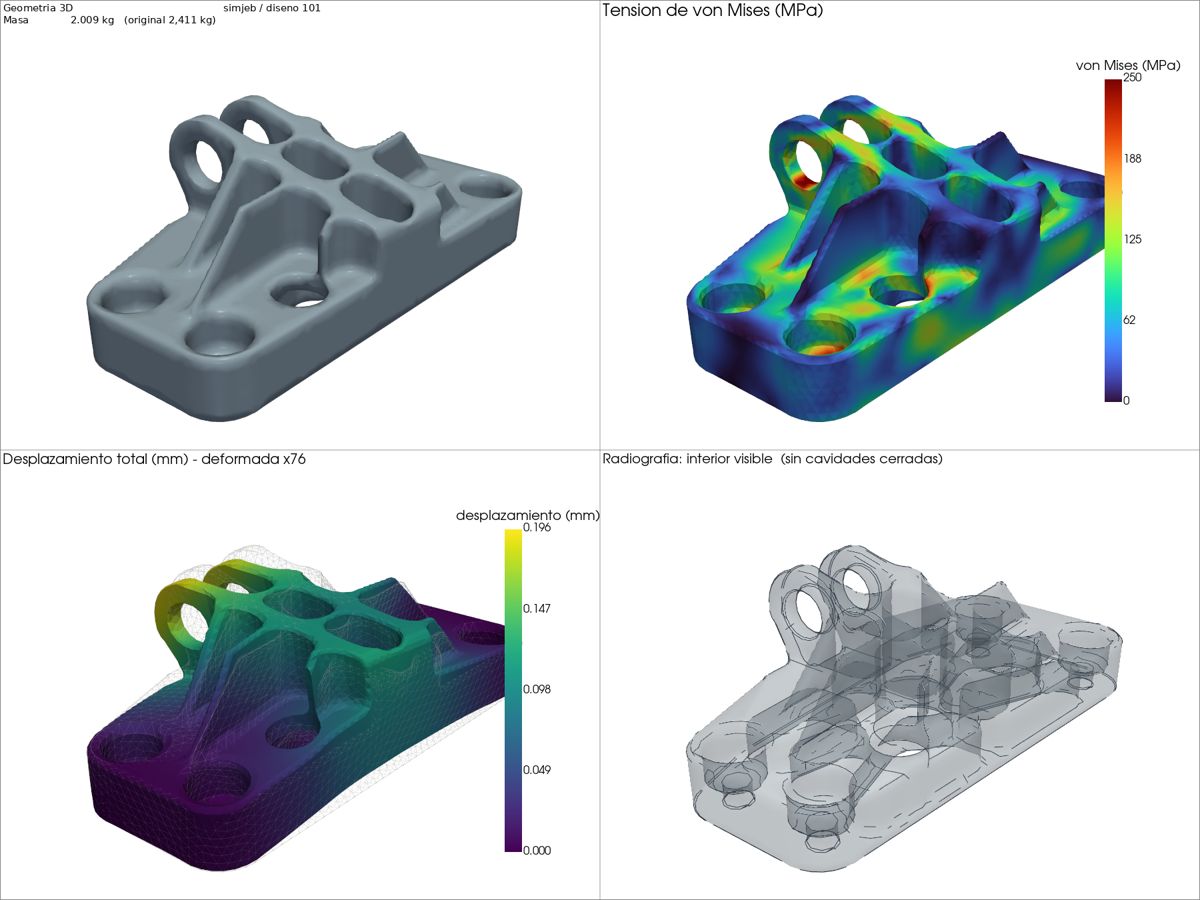 Geometria 3D simjeb / diseno 101
Masa 2.009 kg (original 2,411 kg)
Tension de von Mises (MPa)
von Mises (MPa)
250
188
125
62
0
Desplazamiento total (mm) - deformada x76
desplazamiento (mm)
0.196
0.147
0.098
0.049
0.000
Radiografia: interior visible (sin cavidades cerradas)